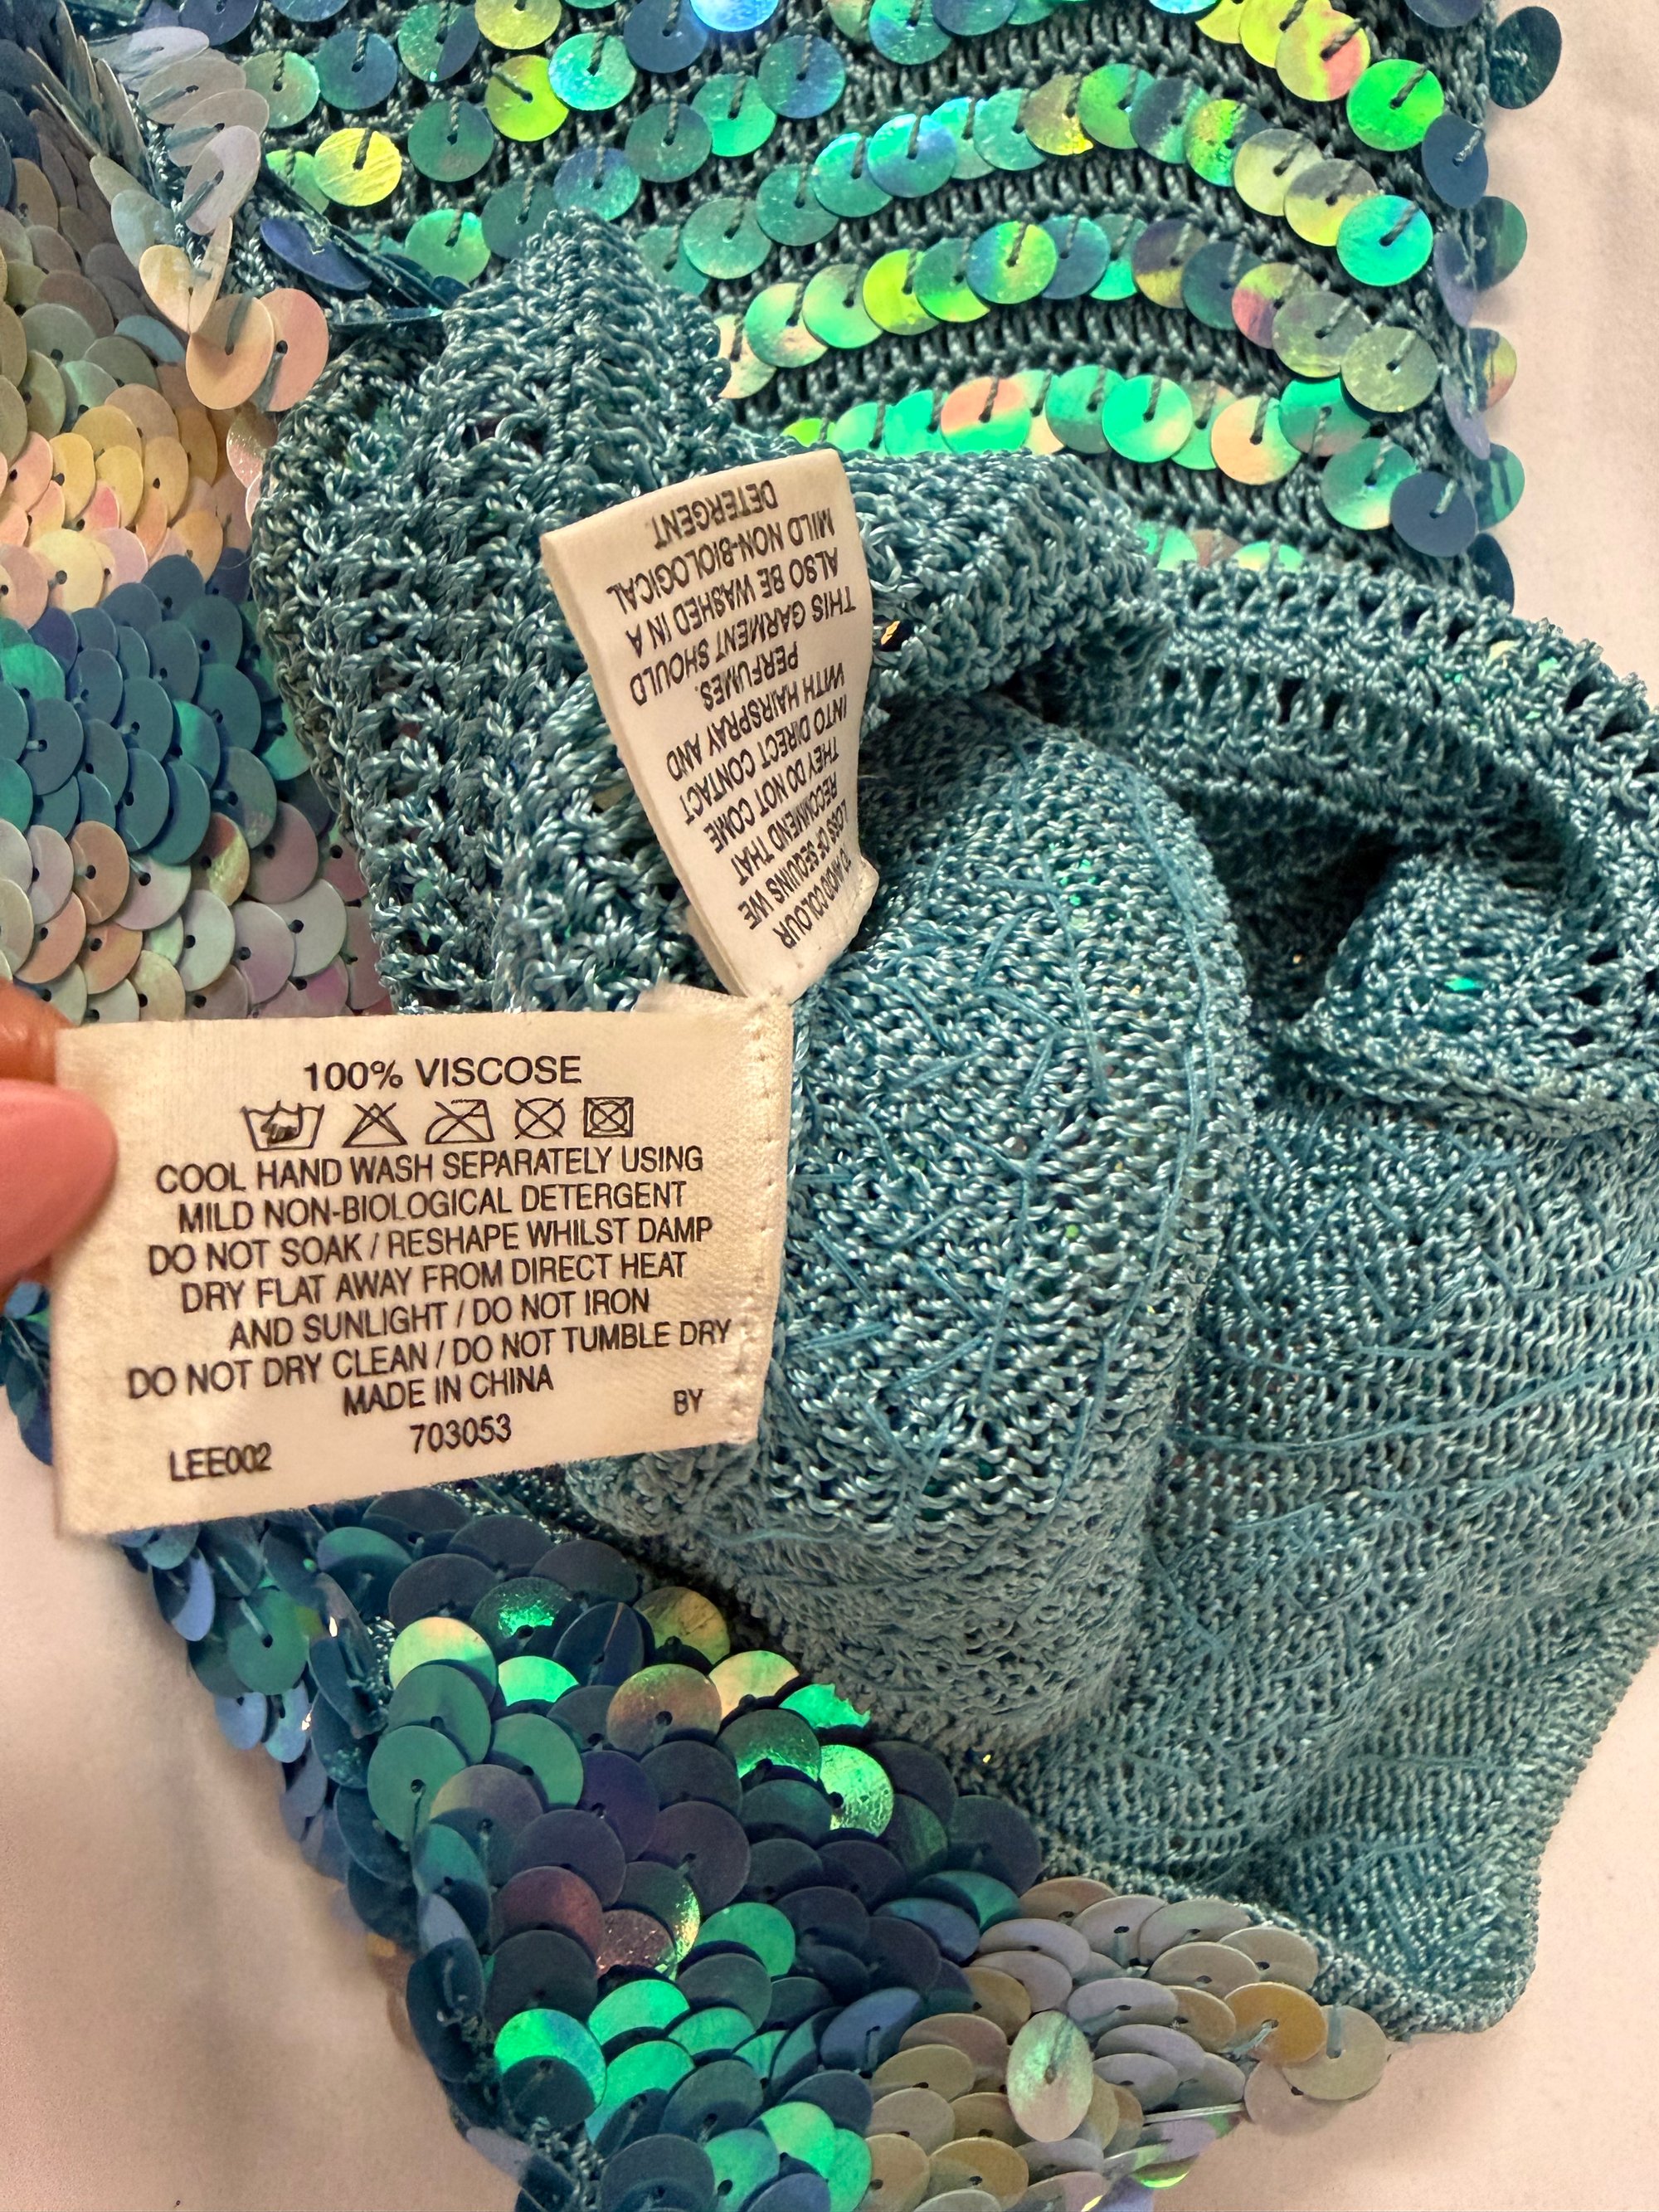 TO AVOID COLOUR
LOSS OF SEQUINS WE
RECOMMEND THAT
THEY DO NOT COME
INTO DIRECT CONTACT
WITH HAIRSPRAY AND
PERFUMES.
THIS GARMENT SHOULD
ALSO BE WASHED IN A
MILD NON-BIOLOGICAL
DETERGENT.
100% VISCOSE
COOL HAND WASH SEPARATELY USING
MILD NON-BIOLOGICAL DETERGENT
DO NOT SOAK / RESHAPE WHILST DAMP
DRY FLAT AWAY FROM DIRECT HEAT
AND SUNLIGHT / DO NOT IRON
DO NOT DRY CLEAN / DO NOT TUMBLE DRY
MADE IN CHINA
LEE002 703053 BY